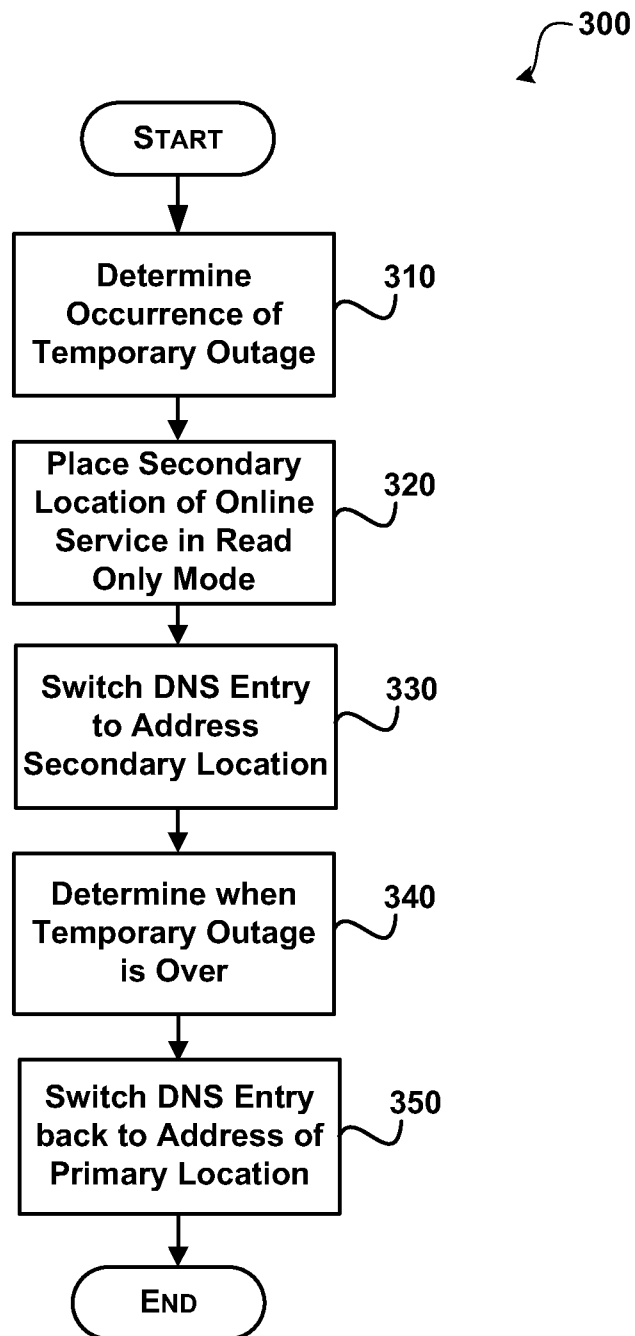 300
START
Determine
Occurrence of
Temporary Outage
310
Place Secondary
Location of Online
Service in Read
Only Mode
320
Switch DNS Entry
to Address
Secondary Location
330
Determine when
Temporary Outage
is Over
340
Switch DNS Entry
back to Address of
Primary Location
350
END